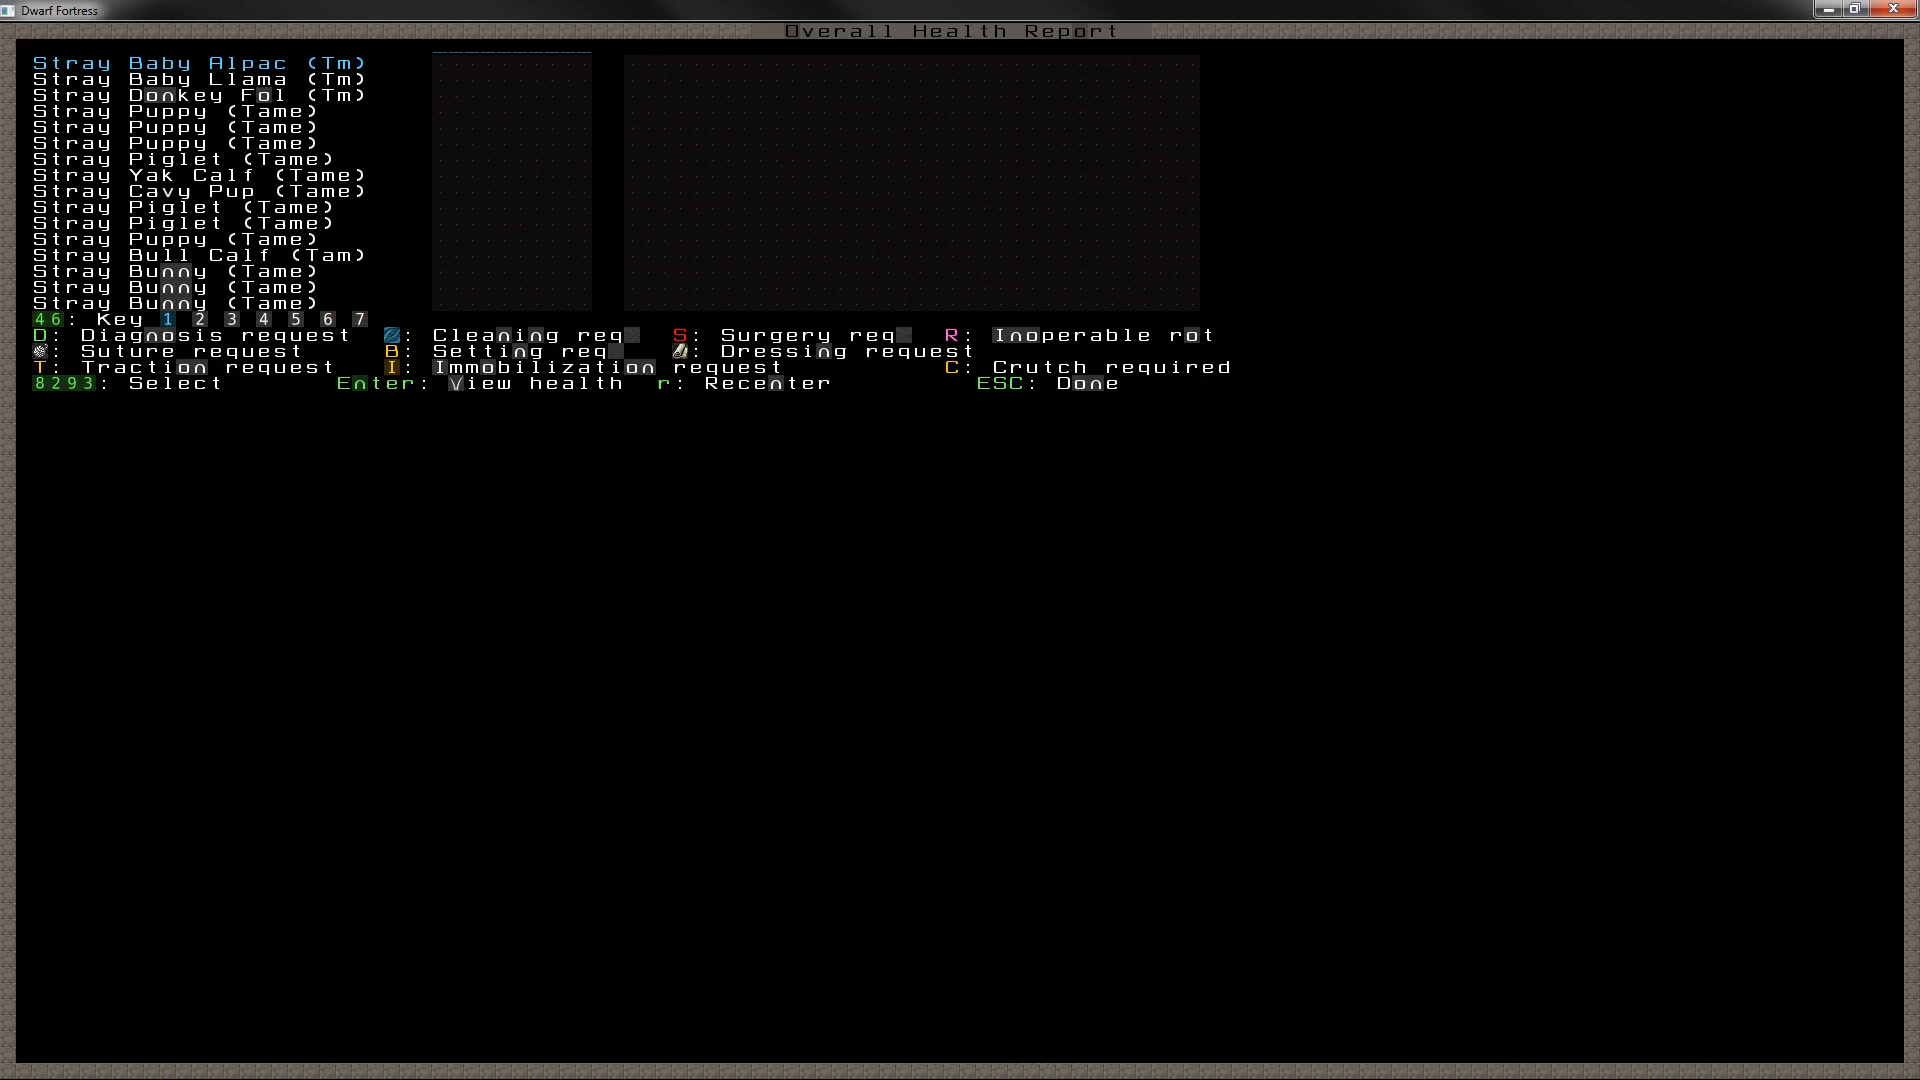 Dwarf Fortress
Overall Health Report
Stray Baby Alpac (Tm)
Stray Baby Llama (Tm)
Stray Donkey Fol (Tm)
Stray Puppy (Tame)
Stray Puppy (Tame)
Stray Puppy (Tame)
Stray Piglet (Tame)
Stray Yak Calf (Tame)
Stray Cavy Pup (Tame)
Stray Piglet (Tame)
Stray Piglet (Tame)
Stray Puppy (Tame)
Stray Bull Calf (Tam)
Stray Bunny (Tame)
Stray Bunny (Tame)
Stray Bunny (Tame)
46: Key 1 2 3 4 5 6 7
D: Diagnosis request : Cleaning req S: Surgery req R: Inoperable rot
: Suture request B: Setting req : Dressing request
T: Traction request I: Immobilization request C: Crutch required
8293: Select Enter: View health r: Recenter ESC: Done